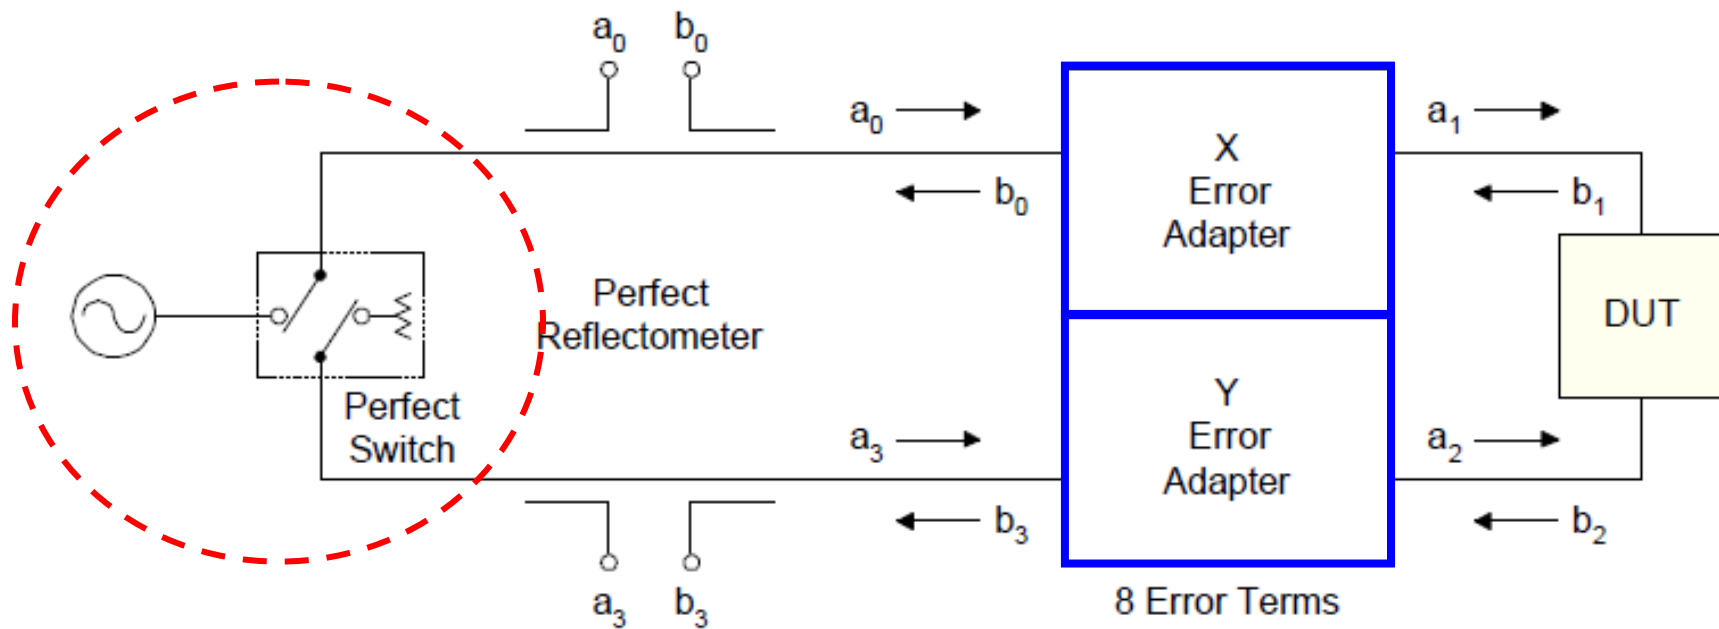 a₀ b₀
a₀
a₁
X
Error
Adapter
b₀
b₁
Perfect
Reflectometer
DUT
Perfect
Switch
Y
Error
Adapter
a₃
a₂
b₃
b₂
a₃ b₃
8 Error Terms